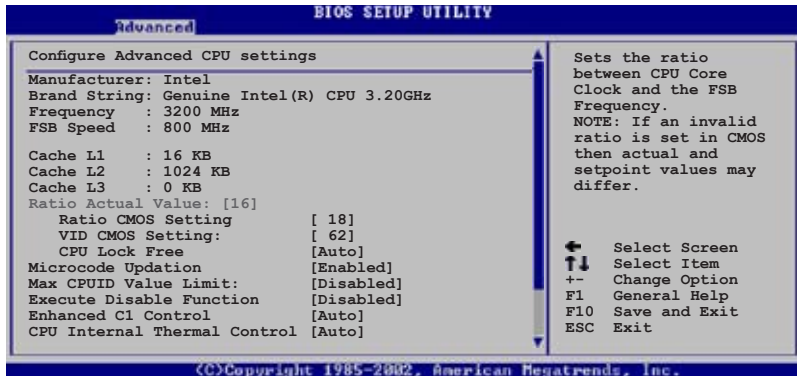 BIOS SETUP UTILITY
Advanced
Configure Advanced CPU settings
Manufacturer: Intel
Brand String: Genuine Intel(R) CPU 3.20GHz
Frequency : 3200 MHz
FSB Speed : 800 MHz
Cache L1 : 16 KB
Cache L2 : 1024 KB
Cache L3 : 0 KB
Ratio Actual Value: [16]
Ratio CMOS Setting [ 18]
VID CMOS Setting: [ 62]
CPU Lock Free [Auto]
Microcode Updation [Enabled]
Max CPUID Value Limit: [Disabled]
Execute Disable Function [Disabled]
Enhanced C1 Control [Auto]
CPU Internal Thermal Control [Auto]
Sets the ratio
between CPU Core
Clock and the FSB
Frequency.
NOTE: If an invalid
ratio is set in CMOS
then actual and
setpoint values may
differ.
Select Screen
Select Item
+- Change Option
F1 General Help
F10 Save and Exit
ESC Exit
(C)Copyright 1985-2002, American Megatrends, Inc.